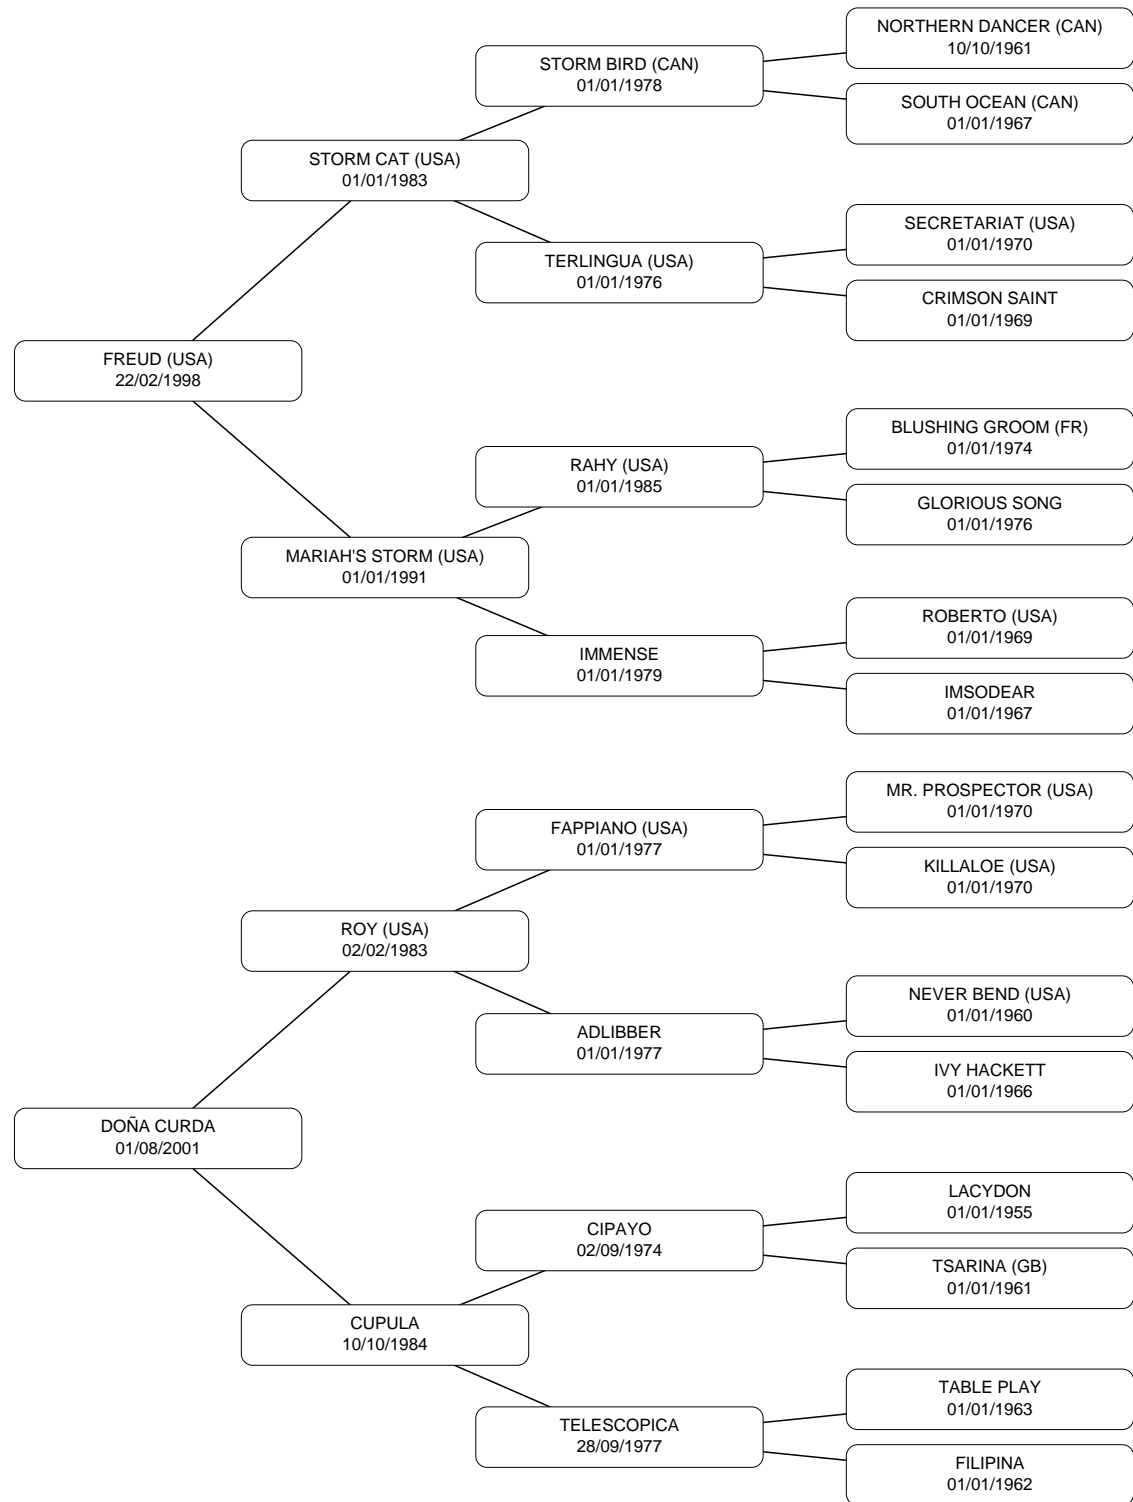 NORTHERN DANCER (CAN)
10/10/1961
STORM BIRD (CAN)
01/01/1978
SOUTH OCEAN (CAN)
01/01/1967
STORM CAT (USA)
01/01/1983
SECRETARIAT (USA)
01/01/1970
TERLINGUA (USA)
01/01/1976
CRIMSON SAINT
01/01/1969
FREUD (USA)
22/02/1998
BLUSHING GROOM (FR)
01/01/1974
RAHY (USA)
01/01/1985
GLORIOUS SONG
01/01/1976
MARIAH'S STORM (USA)
01/01/1991
ROBERTO (USA)
01/01/1969
IMMENSE
01/01/1979
IMSODEAR
01/01/1967
MR. PROSPECTOR (USA)
01/01/1970
FAPPIANO (USA)
01/01/1977
KILLALOE (USA)
01/01/1970
ROY (USA)
02/02/1983
NEVER BEND (USA)
01/01/1960
ADLIBBER
01/01/1977
IVY HACKETT
01/01/1966
DOÑA CURDA
01/08/2001
LACYDON
01/01/1955
CIPAYO
02/09/1974
TSARINA (GB)
01/01/1961
CUPULA
10/10/1984
TABLE PLAY
01/01/1963
TELESCOPICA
28/09/1977
FILIPINA
01/01/1962